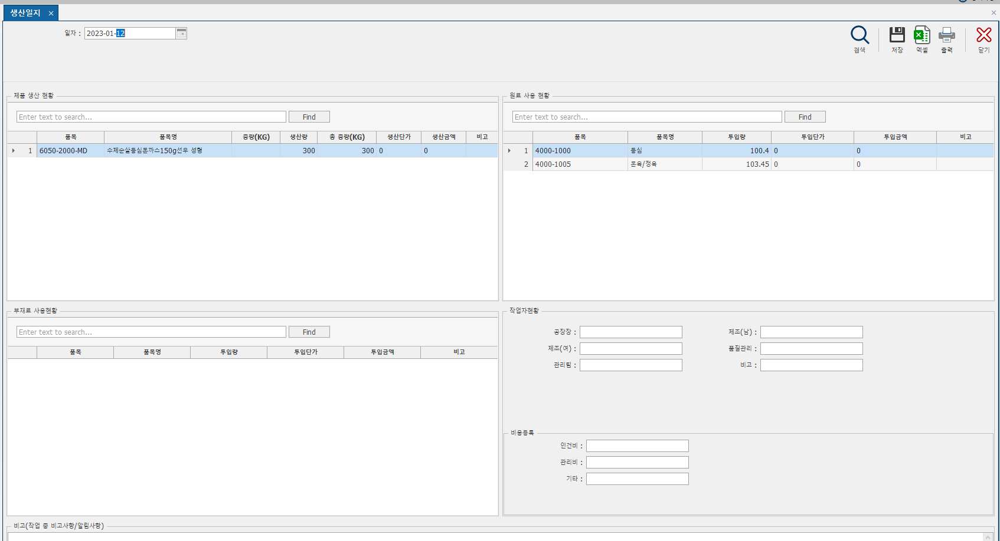 생산일지
일자 : 2023-01-12
검색 저장 엑셀 출력 닫기
제품 생산 현황
Enter text to search... Find
품목 품목명 중량(KG) 생산량 총 중량(KG) 생산단가 생산금액 비고
1 6050-2000-MD 수제순살등심돈까스150g선우 성형 300 300 0 0
원료 사용 현황
Enter text to search... Find
품목 품목명 투입량 투입단가 투입금액 비고
1 4000-1000 등심 100.4 0 0
2 4000-1005 돈육/정육 103.45 0 0
부재료 사용현황
Enter text to search... Find
품목 품목명 투입량 투입단가 투입금액 비고
작업자현황
공장장 : 제조(남) :
제조(여) : 품질관리 :
관리팀 : 비고 :
비용등록
인건비 :
관리비 :
기타 :
비고(작업 중 비고사항/알림사항)